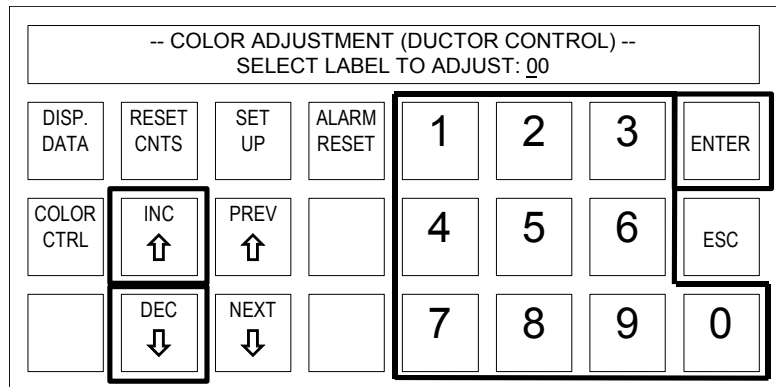 -- COLOR ADJUSTMENT (DUCTOR CONTROL) --
SELECT LABEL TO ADJUST: 00
DISP.
DATA
RESET
CNTS
SET
UP
ALARM
RESET
1
2
3
ENTER
COLOR
CTRL
INC
⇧
PREV
⇧
4
5
6
ESC
DEC
⇩
NEXT
⇩
7
8
9
0